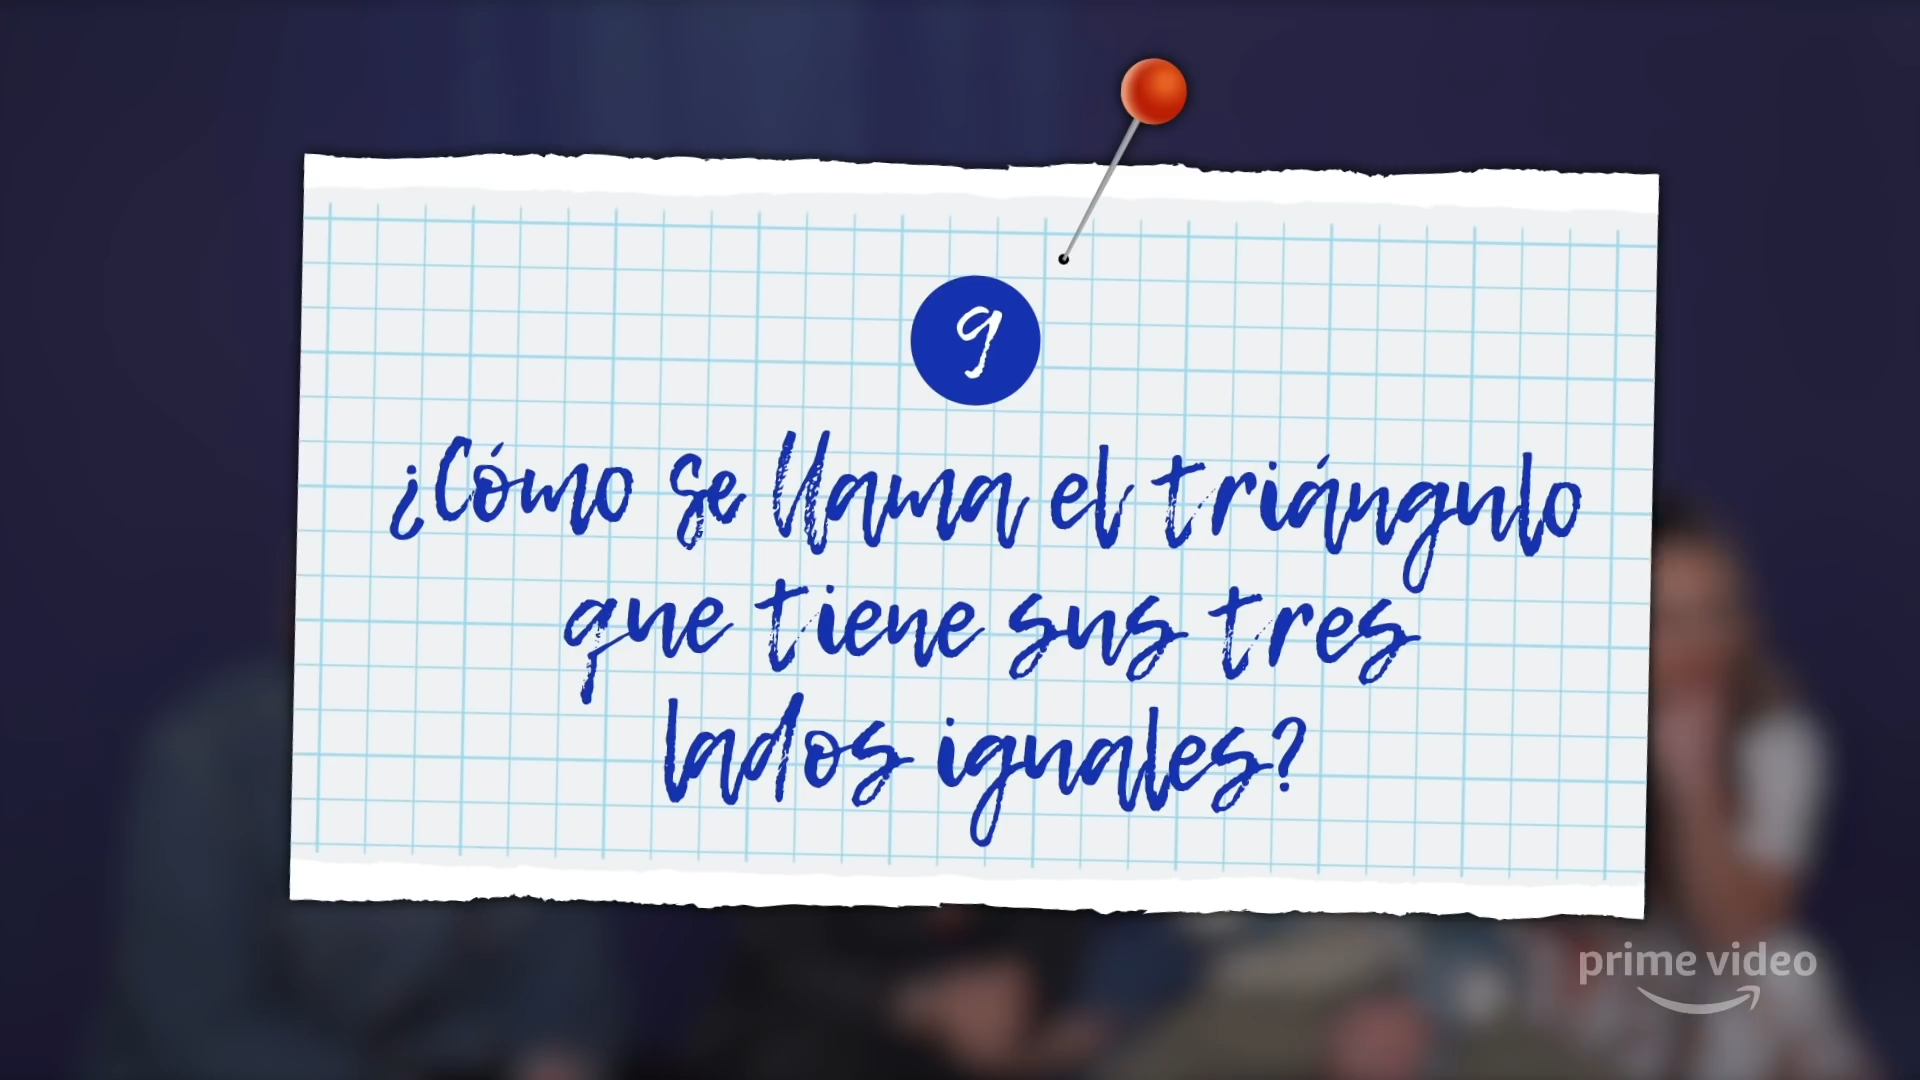 9
¿Cómo se llama el triángulo
que tiene sus tres
lados iguales?
prime video